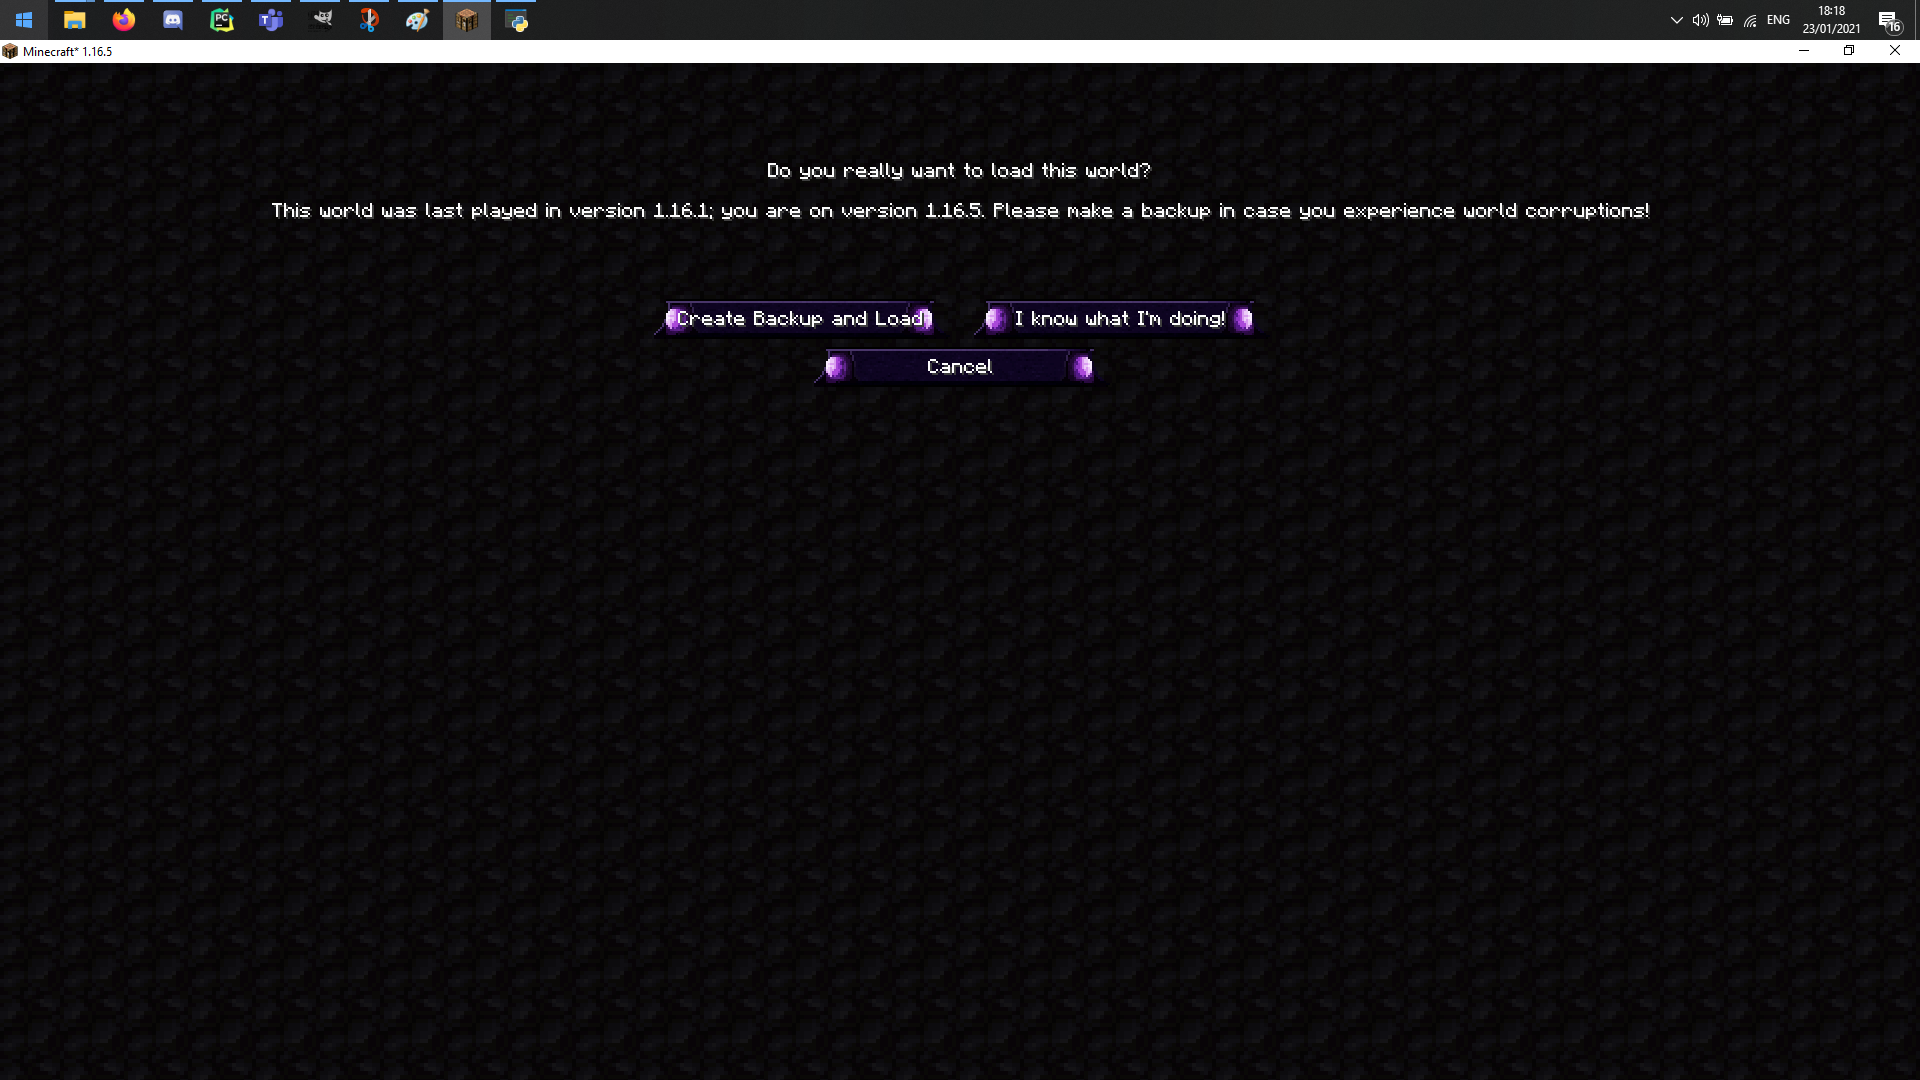 PC
T
ENG
18:18
23/01/2021
16
Minecraft* 1.16.5
Do you really want to load this world?
This world was last played in version 1.16.1; you are on version 1.16.5. Please make a backup in case you experience world corruptions!
Create Backup and Load
I know what I'm doing!
Cancel